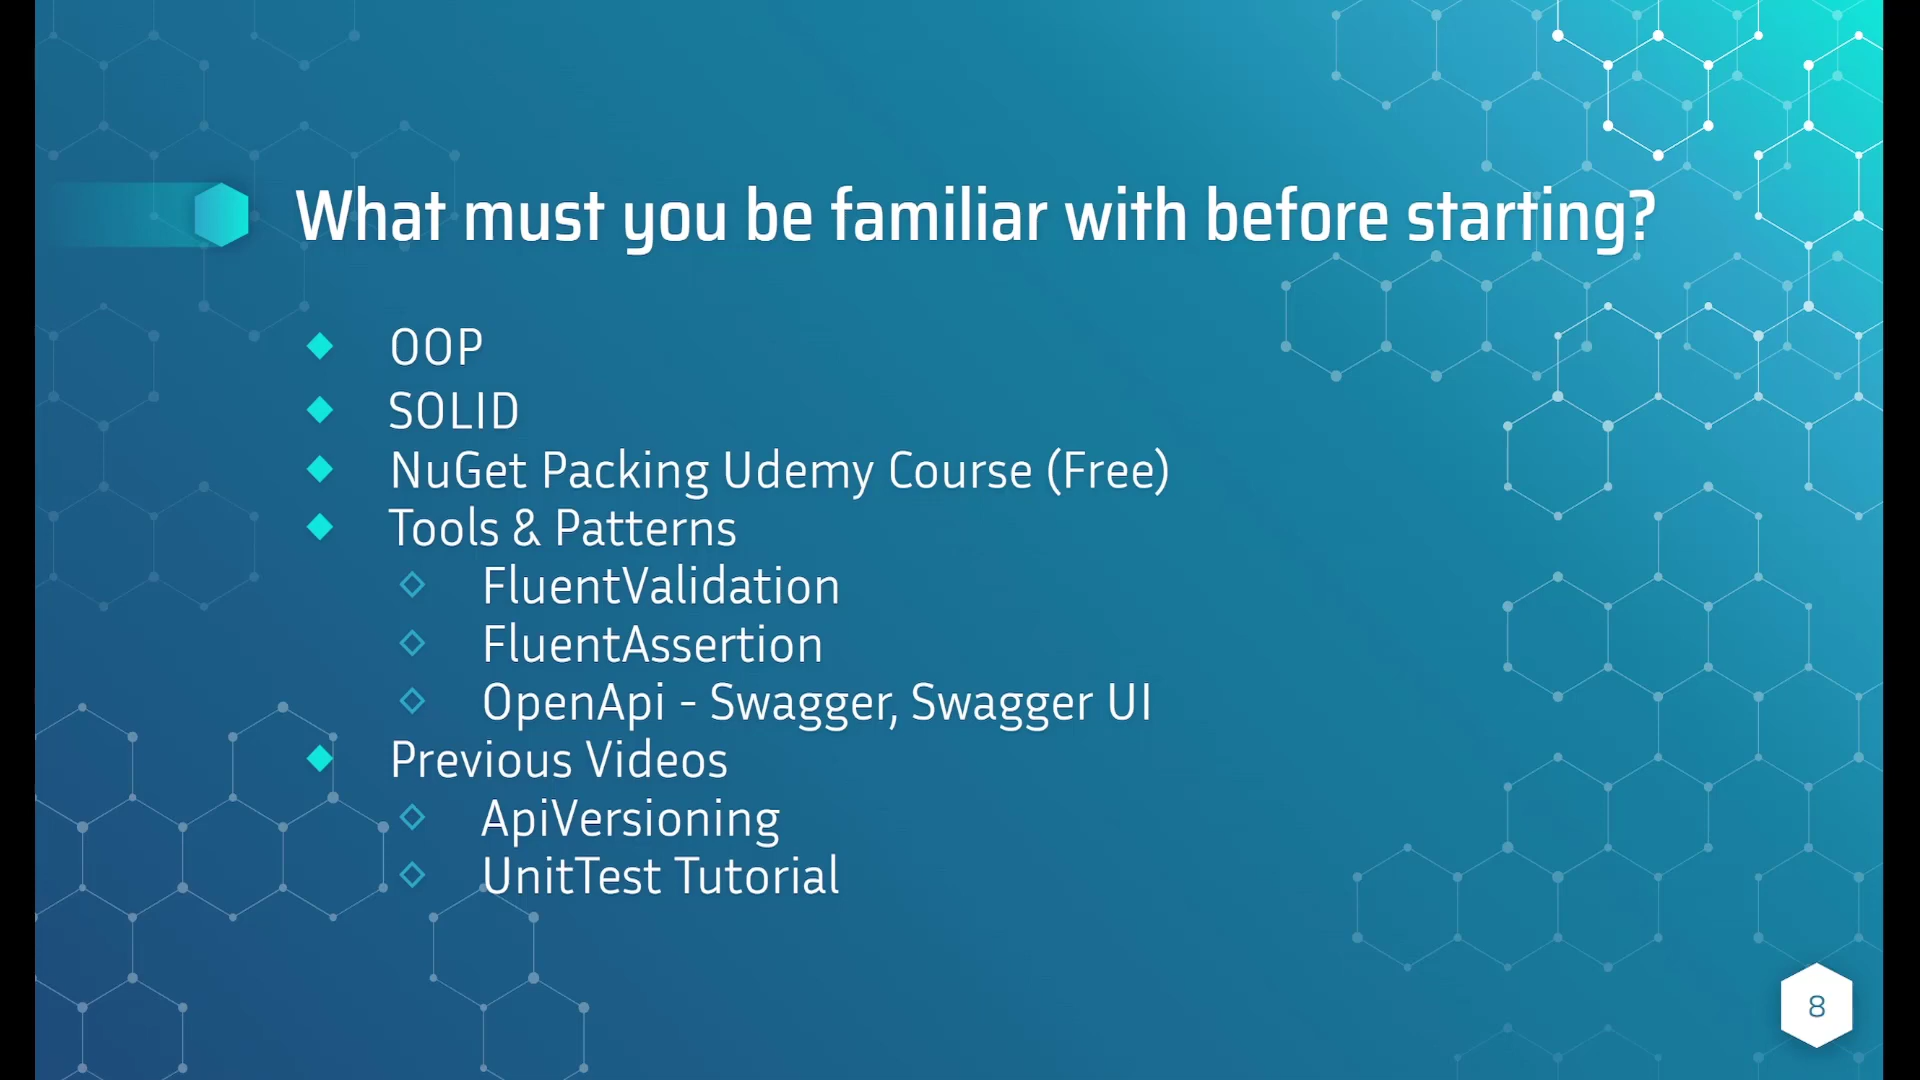 What must you be familiar with before starting?
OOP
SOLID
NuGet Packing Udemy Course (Free)
Tools & Patterns
FluentValidation
FluentAssertion
OpenApi - Swagger, Swagger UI
Previous Videos
ApiVersioning
UnitTest Tutorial
8